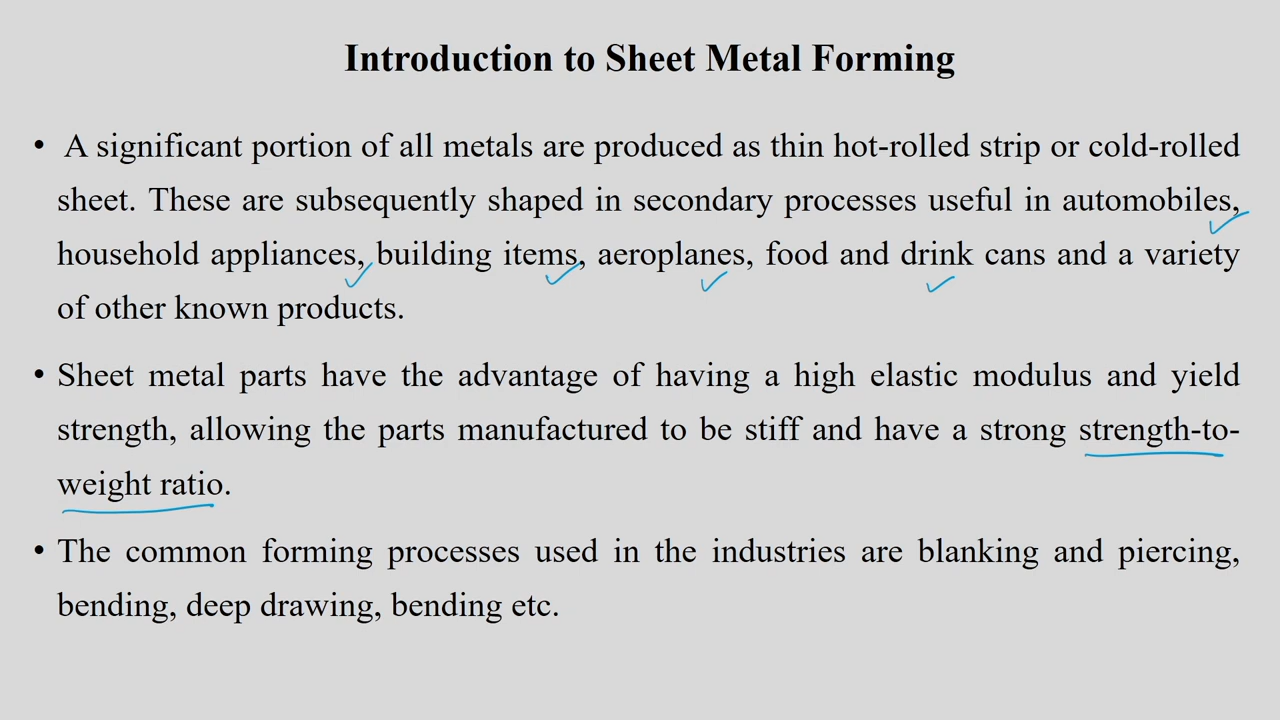 Introduction to Sheet Metal Forming
• A significant portion of all metals are produced as thin hot-rolled strip or cold-rolled
sheet. These are subsequently shaped in secondary processes useful in automobiles,
household appliances, building items, aeroplanes, food and drink cans and a variety
of other known products.
• Sheet metal parts have the advantage of having a high elastic modulus and yield
strength, allowing the parts manufactured to be stiff and have a strong strength-to-
weight ratio.
• The common forming processes used in the industries are blanking and piercing,
bending, deep drawing, bending etc.